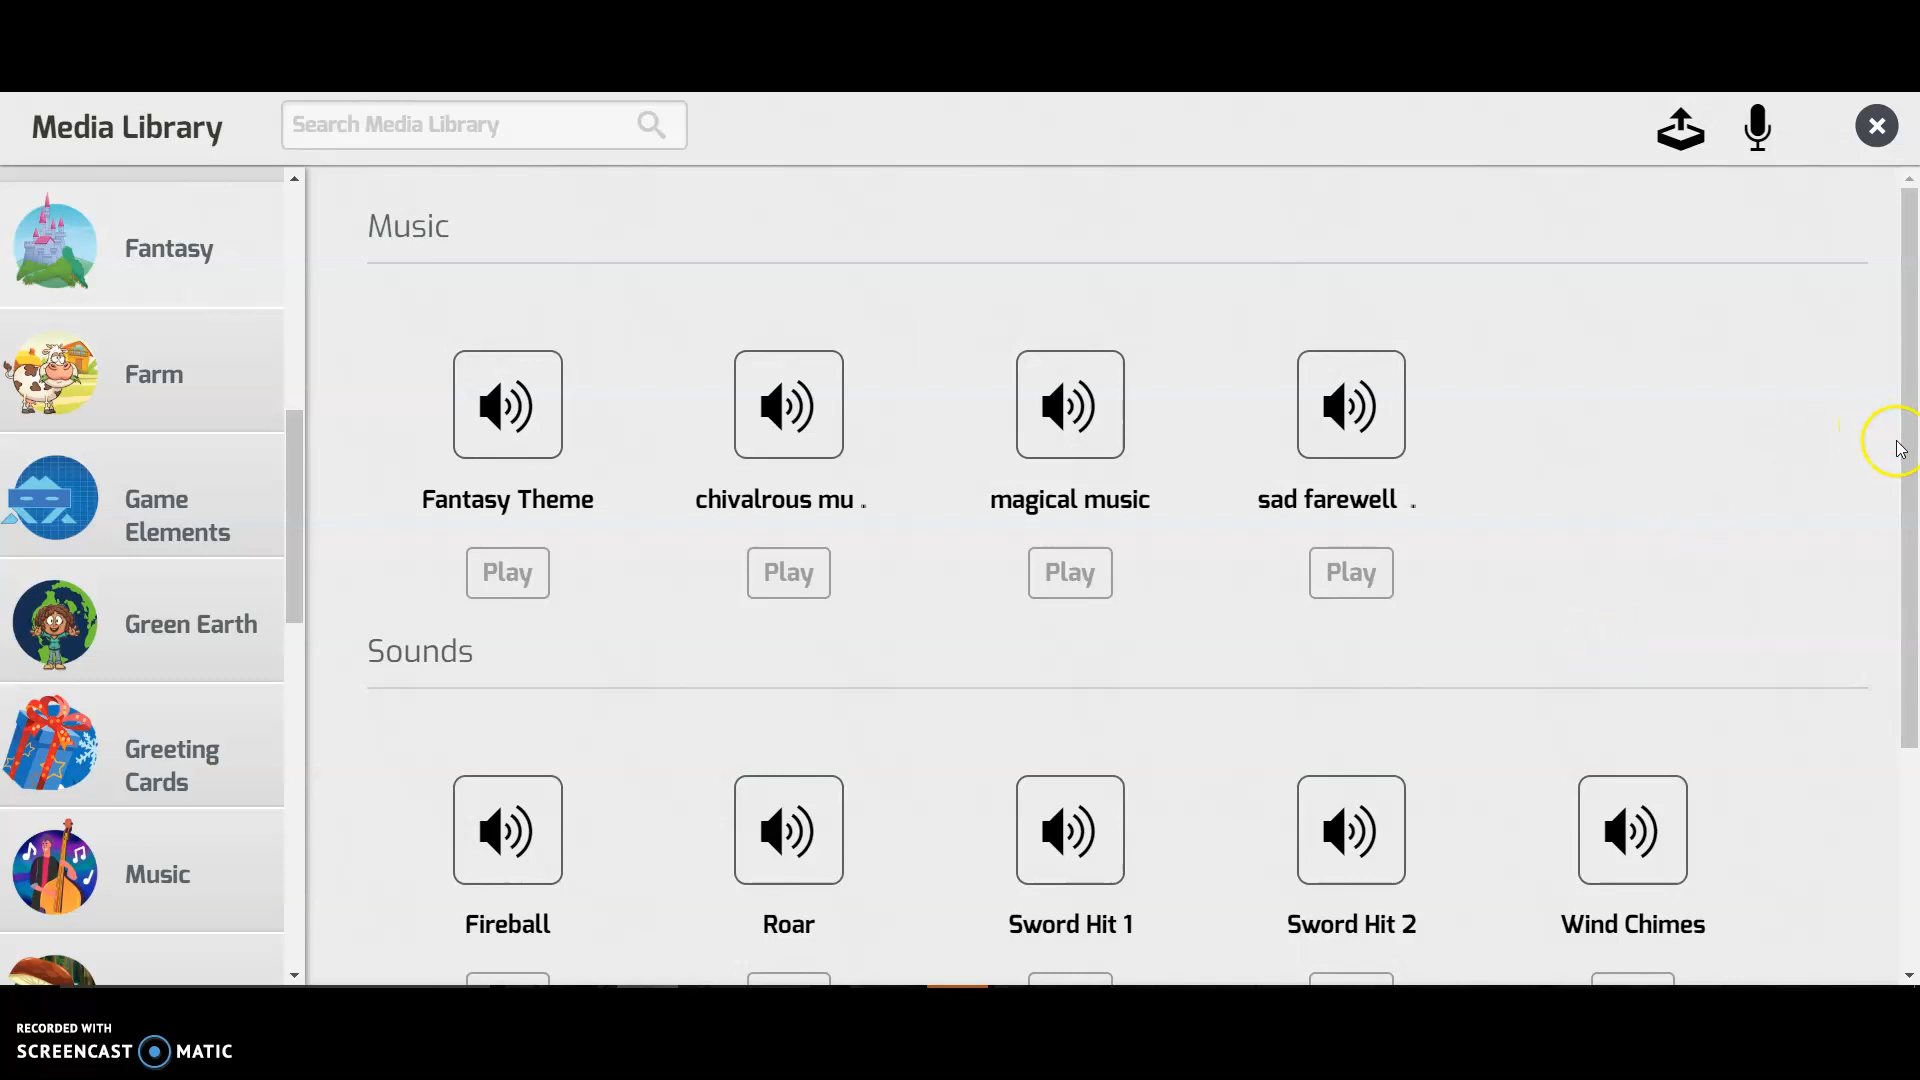 Media Library
Search Media Library
Fantasy
Farm
Game
Elements
Green Earth
Greeting
Cards
Music
Music
Fantasy Theme
chivalrous mu .
magical music
sad farewell .
Play
Play
Play
Play
Sounds
Fireball
Roar
Sword Hit 1
Sword Hit 2
Wind Chimes
RECORDED WITH
SCREENCAST MATIC